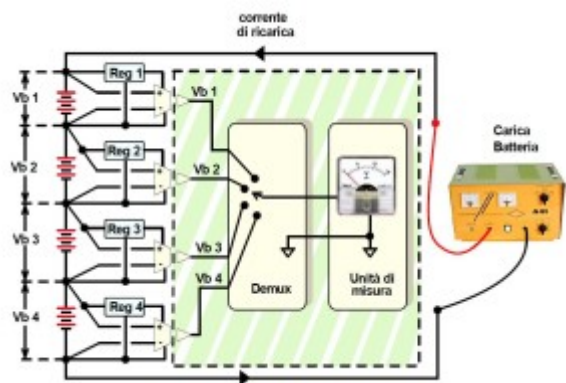 corrente
di ricarica
Reg 1
Vb 1
Vb 1
Reg 2
Vb 2
Vb 2
Reg 3
Vb 3
Vb 3
Reg 4
Vb 4
Vb 4
Demux
Unità di
misura
Carica
Batteria